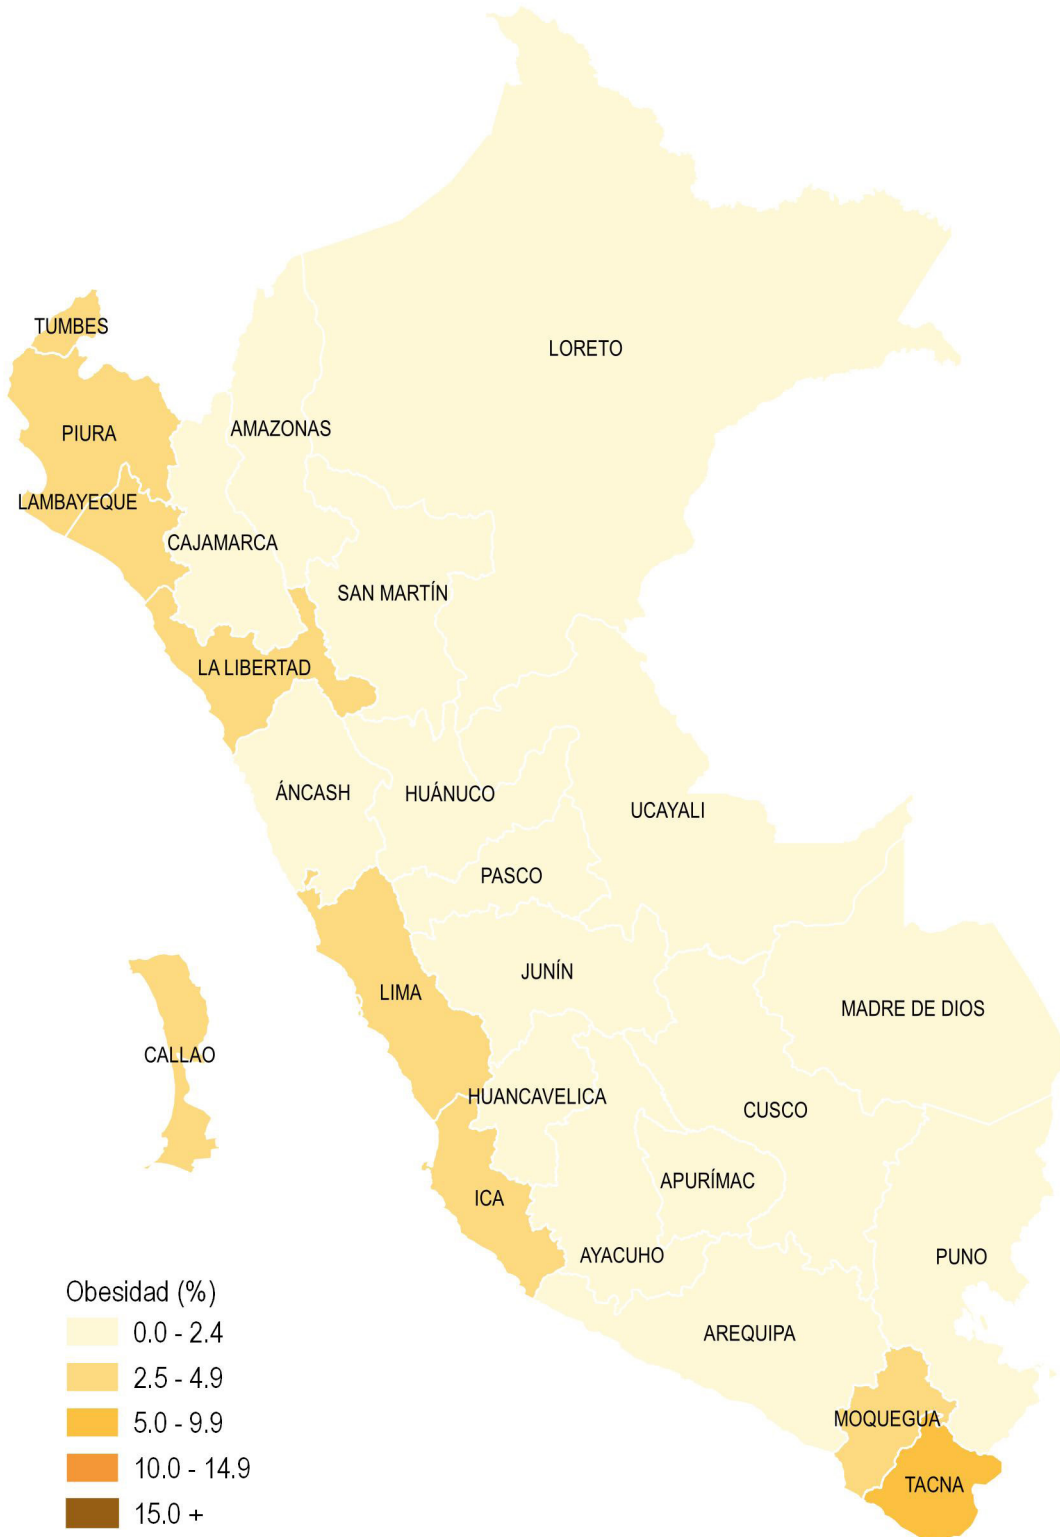 LORETO
TUMBES
AMAZONAS
PIURA
LAMBAYEQUE
CAJAMARCA
SAN MARTÍN
LA LIBERTAD
ÁNCASH
HUÁNUCO
UCAYALI
PASCO
JUNÍN
LIMA
MADRE DE DIOS
CALLAO
HUANCAVELICA
CUSCO
APURÍMAC
ICA
AYACUHO
PUNO
AREQUIPA
MOQUEGUA
TACNA
Obesidad (%)
0.0 - 2.4
2.5 - 4.9
5.0 - 9.9
10.0 - 14.9
15.0 +